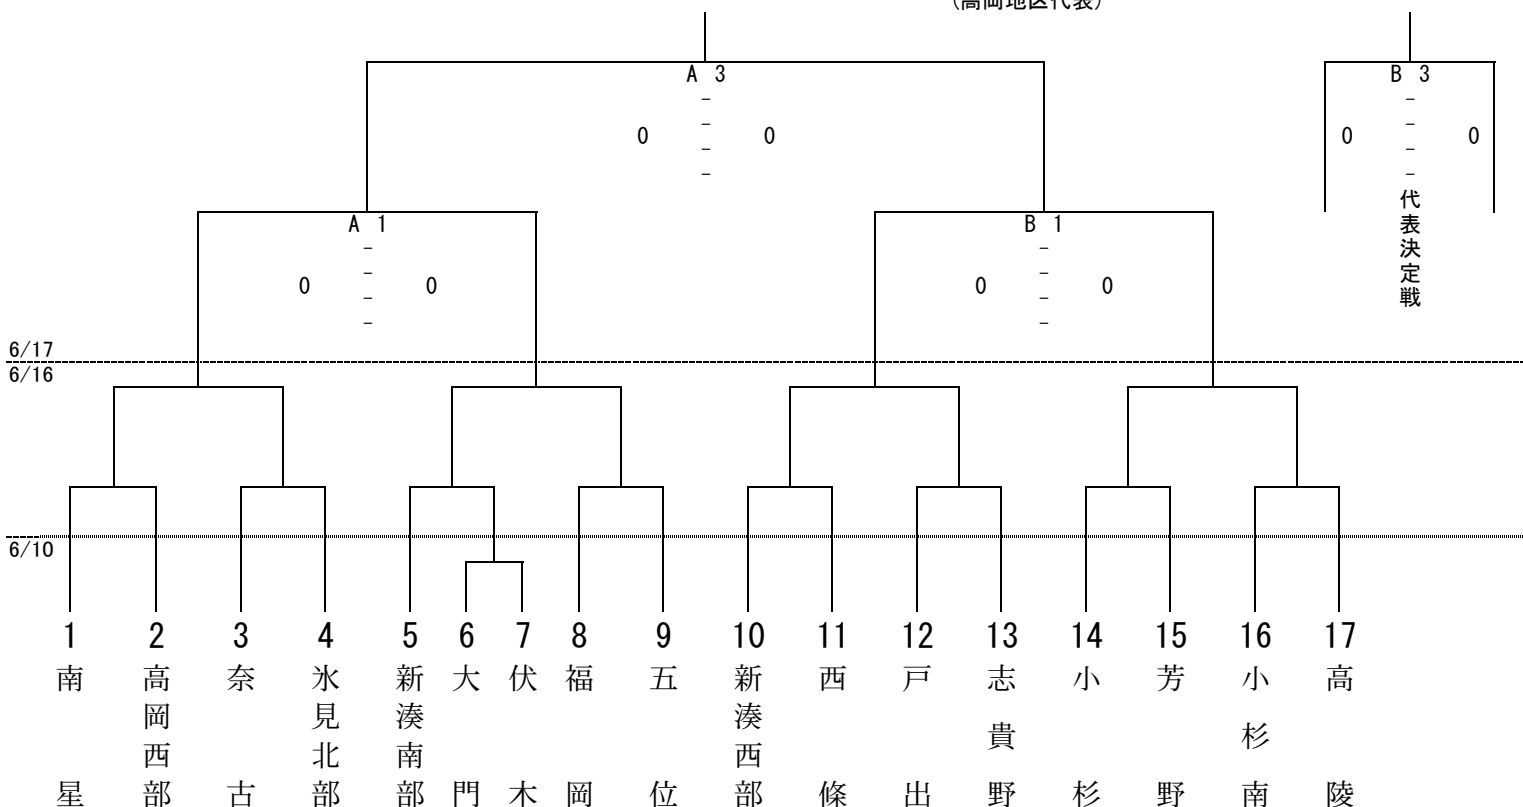 (高岡地区代表)
A 3
-
-
0 0
-
-
B 3
-
-
0 0
-
-
代表決定戦
A 1
-
-
0 0
-
-
B 1
-
-
0 0
-
-
6/17
6/16
6/10
1 2 3 4 5 6 7 8 9 10 11 12 13 14 15 16 17
南星
高岡西部
奈古
氷見北部
新湊南部
大門
伏木
福岡
五位
新湊西部
西條
戸出
志貴野
小杉
芳野
小杉南
高陵